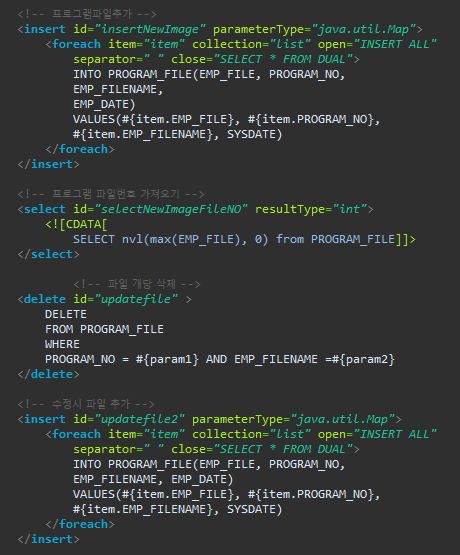 <!-- 프로그램파일추가 -->
<insert id="insertNewImage" parameterType="java.util.Map">
<foreach item="item" collection="list" open="INSERT ALL"
separator=" " close="SELECT * FROM DUAL">
INTO PROGRAM_FILE(EMP_FILE, PROGRAM_NO,
EMP_FILENAME,
EMP_DATE)
VALUES(#{item.EMP_FILE}, #{item.PROGRAM_NO},
#{item.EMP_FILENAME}, SYSDATE)
</foreach>
</insert>
<!-- 프로그램 파일번호 가져오기 -->
<select id="selectNewImageFileNO" resultType="int">
<![CDATA[
SELECT nvl(max(EMP_FILE), 0) from PROGRAM_FILE]]>
</select>
<!-- 파일 개당 삭제 -->
<delete id="updatefile" >
DELETE
FROM PROGRAM_FILE
WHERE
PROGRAM_NO = #{param1} AND EMP_FILENAME =#{param2}
</delete>
<!-- 수정시 파일 추가 -->
<insert id="updatefile2" parameterType="java.util.Map">
<foreach item="item" collection="list" open="INSERT ALL"
separator=" " close="SELECT * FROM DUAL">
INTO PROGRAM_FILE(EMP_FILE, PROGRAM_NO,
EMP_FILENAME, EMP_DATE)
VALUES(#{item.EMP_FILE}, #{item.PROGRAM_NO},
#{item.EMP_FILENAME}, SYSDATE)
</foreach>
</insert>